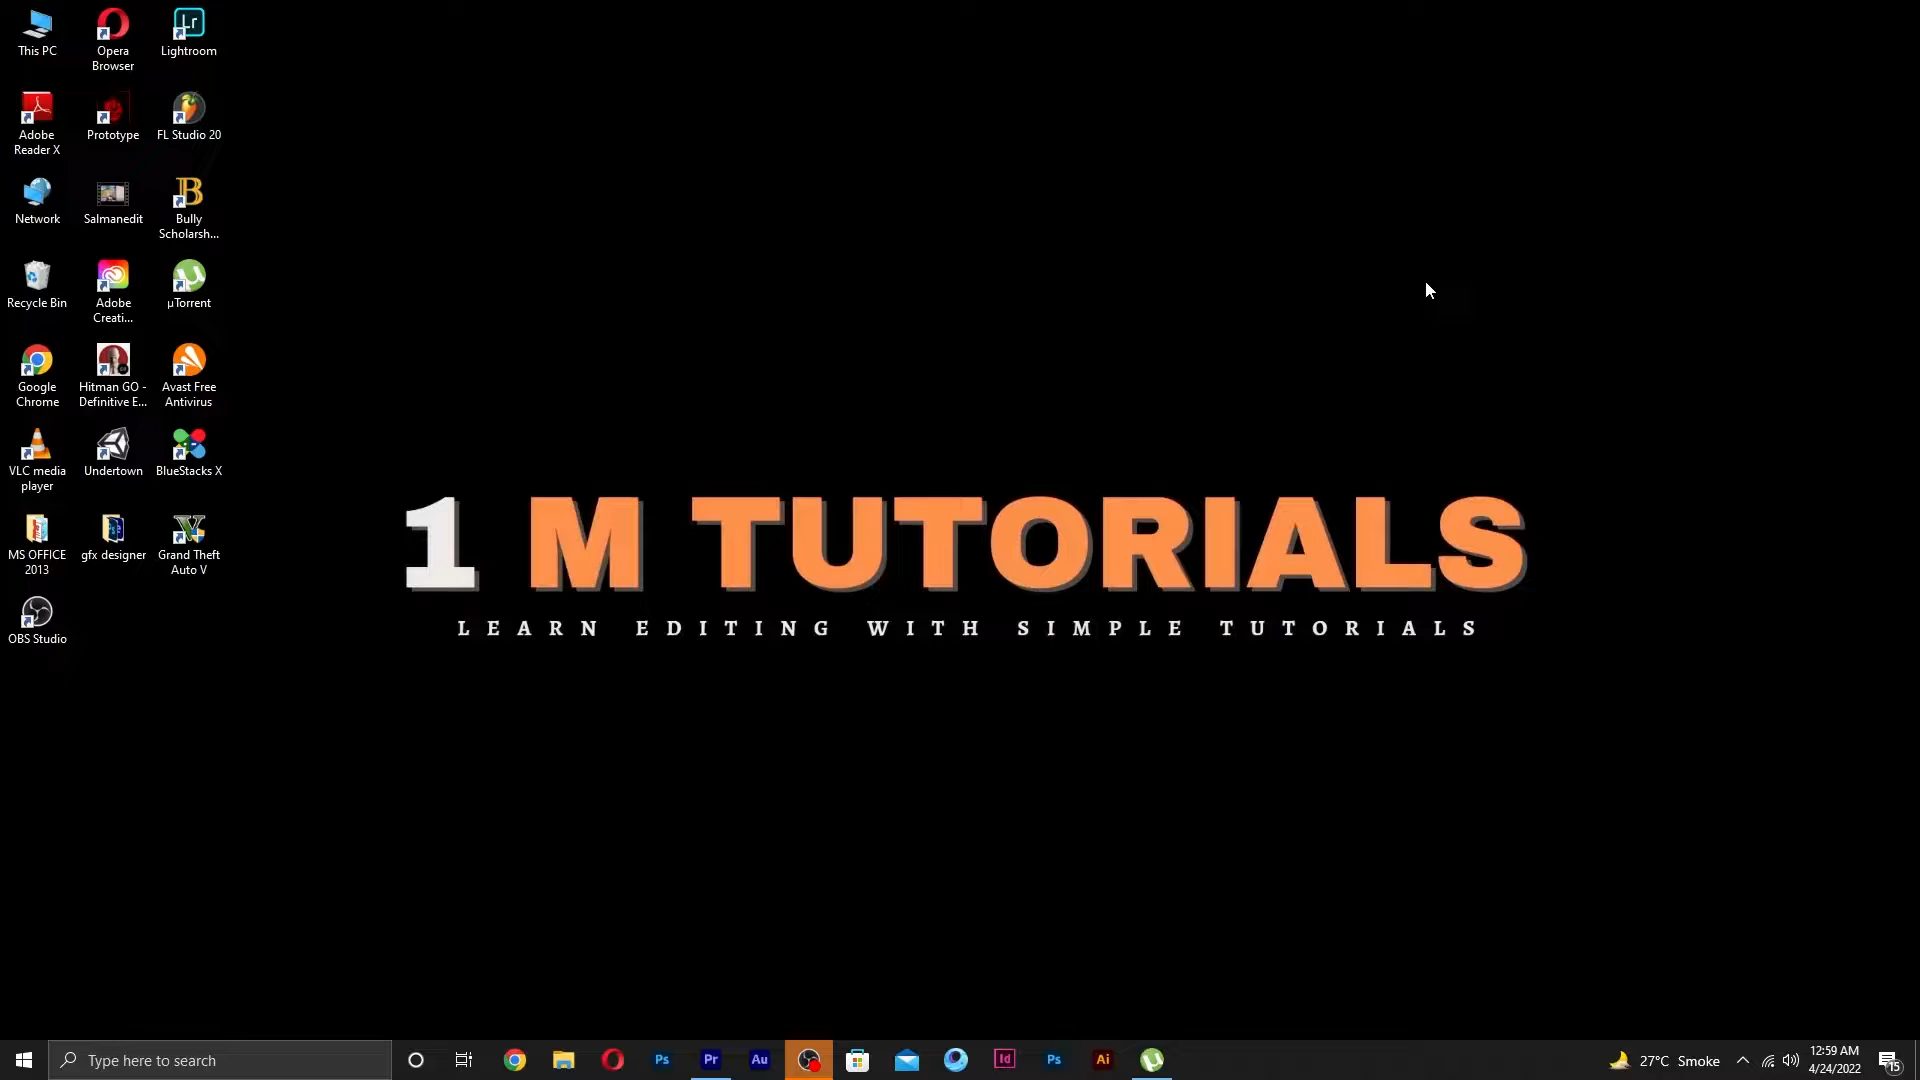 This PC
Opera
Browser
Lightroom
Adobe
Reader X
Prototype
FL Studio 20
Network
Salmanedit
Bully
Scholarsh...
Recycle Bin
Adobe
Creati...
µTorrent
Google
Chrome
Hitman GO -
Definitive E...
Avast Free
Antivirus
VLC media
player
Undertown
BlueStacks X
MS OFFICE
2013
gfx designer
Grand Theft
Auto V
OBS Studio
1 M TUTORIALS
LEARN EDITING WITH SIMPLE TUTORIALS
Type here to search
Ps
Pr
Au
Id
Ps
Ai
27°C Smoke
12:59 AM
4/24/2022
15